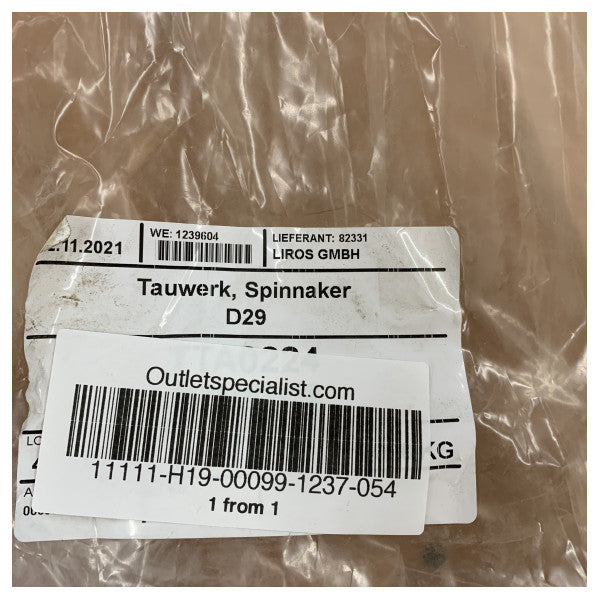 .11.2021
WE: 1239604
LIEFERANT: 82331
LIROS GMBH
Tauwerk, Spinnaker
D29
Outletspecialist.com
11111-H19-00099-1237-054
1 from 1
KG